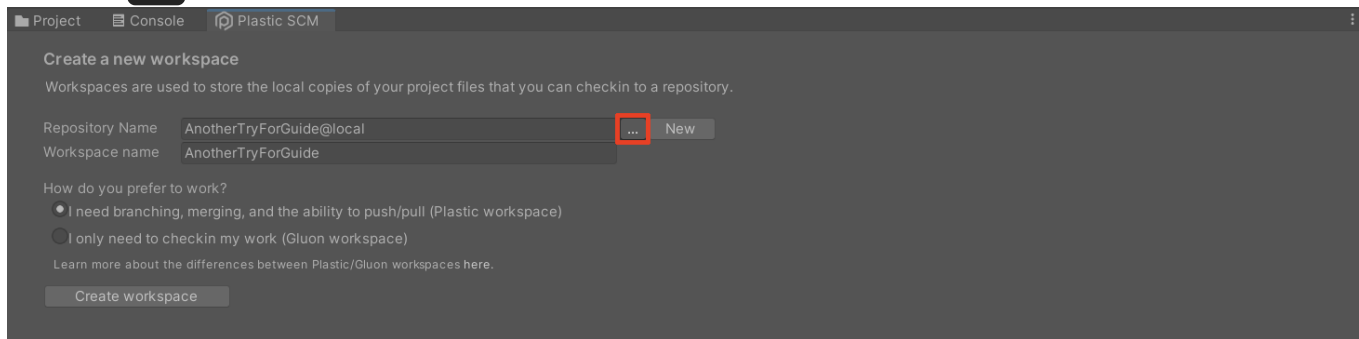 Project Console Plastic SCM
Create a new workspace
Workspaces are used to store the local copies of your project files that you can checkin to a repository.
Repository Name AnotherTryForGuide@local ... New
Workspace name AnotherTryForGuide
How do you prefer to work?
I need branching, merging, and the ability to push/pull (Plastic workspace)
I only need to checkin my work (Gluon workspace)
Learn more about the differences between Plastic/Gluon workspaces here.
Create workspace